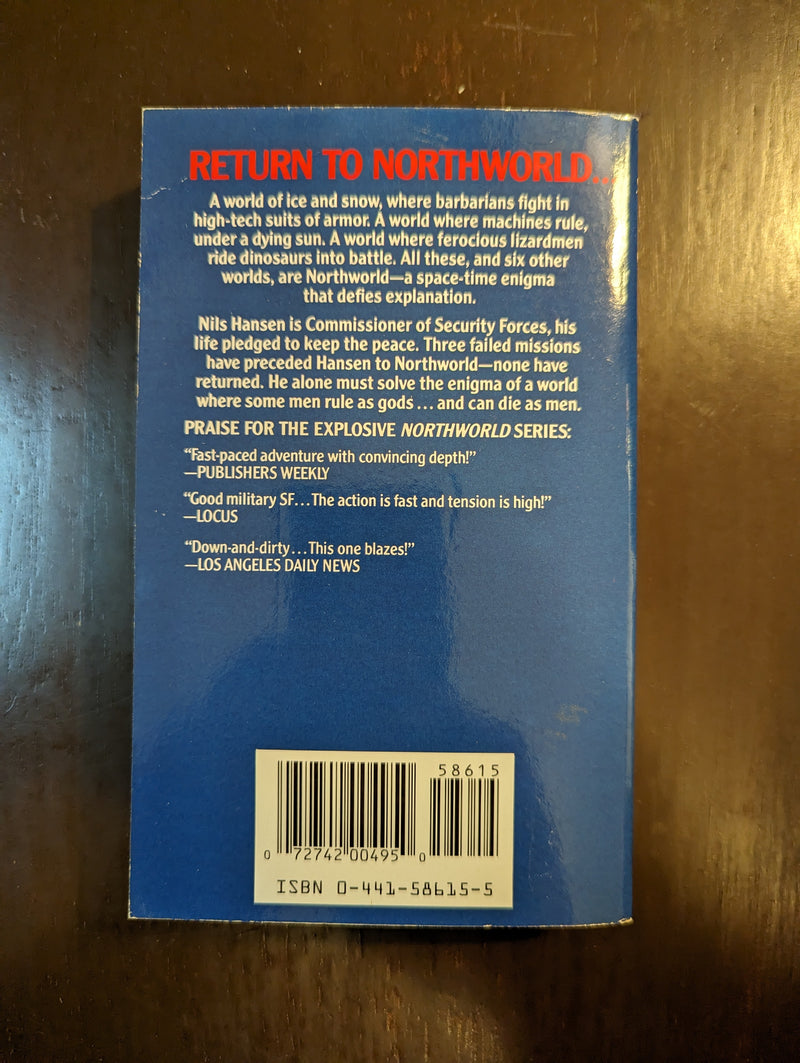 RETURN TO NORTHWORLD...
A world of ice and snow, where barbarians fight in
high-tech suits of armor. A world where machines rule,
under a dying sun. A world where ferocious lizardmen
ride dinosaurs into battle. All these, and six other
worlds, are Northworld—a space-time enigma
that defies explanation.
Nils Hansen is Commissioner of Security Forces, his
life pledged to keep the peace. Three failed missions
have preceded Hansen to Northworld—none have
returned. He alone must solve the enigma of a world
where some men rule as gods...and can die as men.
PRAISE FOR THE EXPLOSIVE NORTHWORLD SERIES:
“Fast-paced adventure with convincing depth!”
—PUBLISHERS WEEKLY
“Good military SF...The action is fast and tension is high!”
—LOCUS
“Down-and-dirty...This one blazes!”
—LOS ANGELES DAILY NEWS
58615
0 72742 00495 0
ISBN 0-441-58615-5